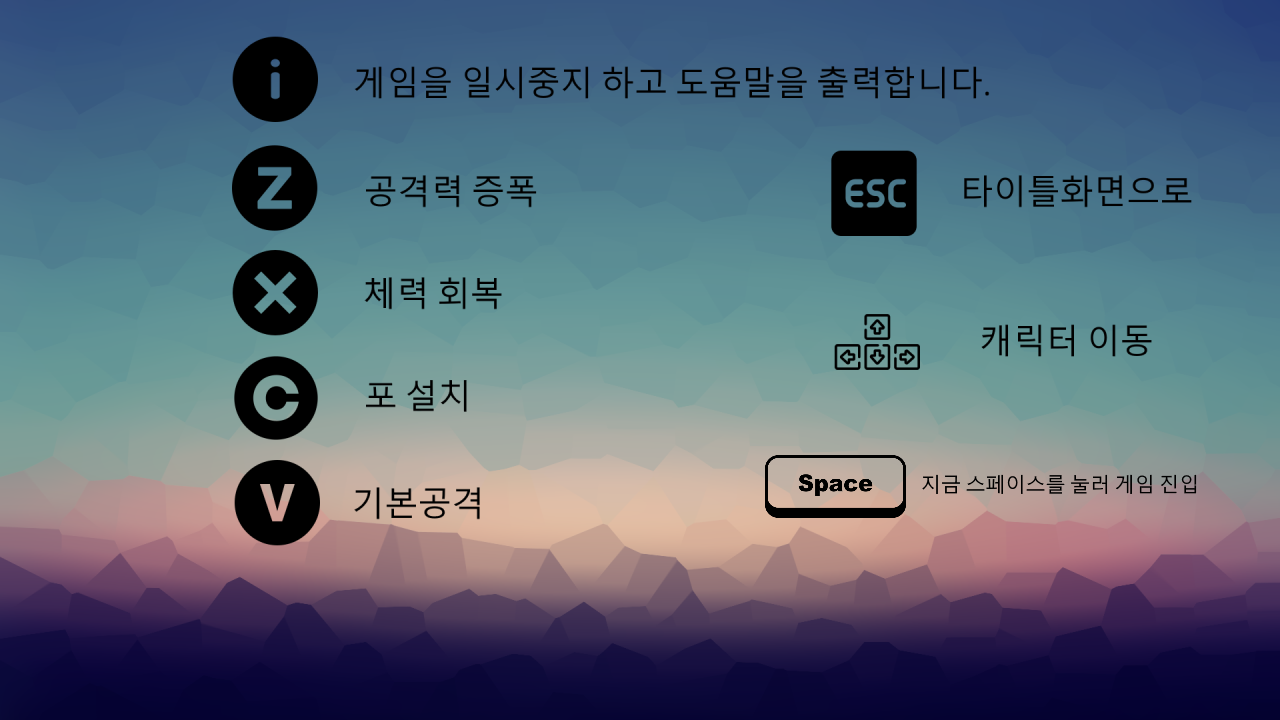 i 게임을 일시중지 하고 도움말을 출력합니다.
Z 공격력 증폭
ESC 타이틀화면으로
X 체력 회복
캐릭터 이동
C 포 설치
Space 지금 스페이스를 눌러 게임 진입
V 기본공격